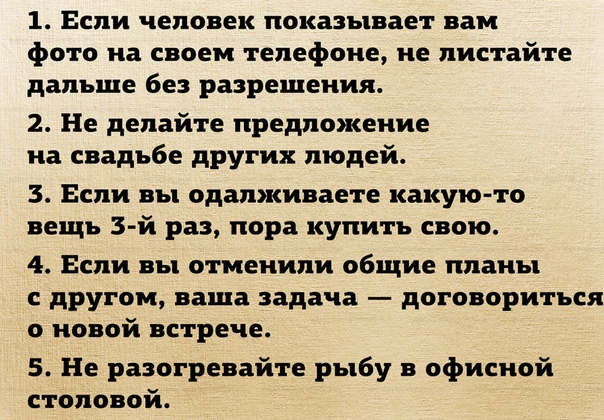 1. Если человек показывает вам
фото на своем телефоне, не листайте
дальше без разрешения.
2. Не делайте предложение
на свадьбе других людей.
3. Если вы одалживаете какую-то
вещь 3-й раз, пора купить свою.
4. Если вы отменили общие планы
с другом, ваша задача — договориться
о новой встрече.
5. Не разогревайте рыбу в офисной
столовой.